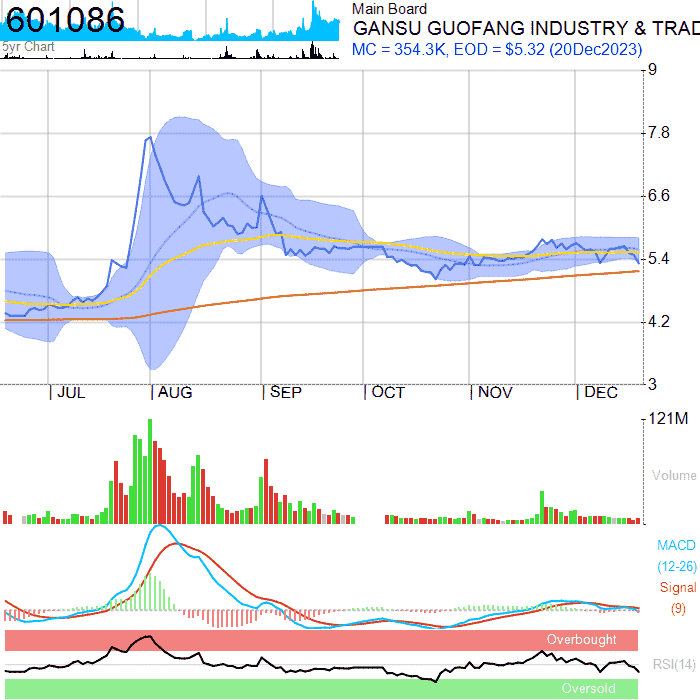 601086
5yr Chart
Main Board
GANSU GUOFANG INDUSTRY & TRAD
MC = 354.3K, EOD = $5.32 (20Dec2023)
9
7.8
6.6
5.4
4.2
3
JUL AUG SEP OCT NOV DEC
121M
Volume
MACD
(12-26)
Signal
(9)
Overbought
RSI(14)
Oversold